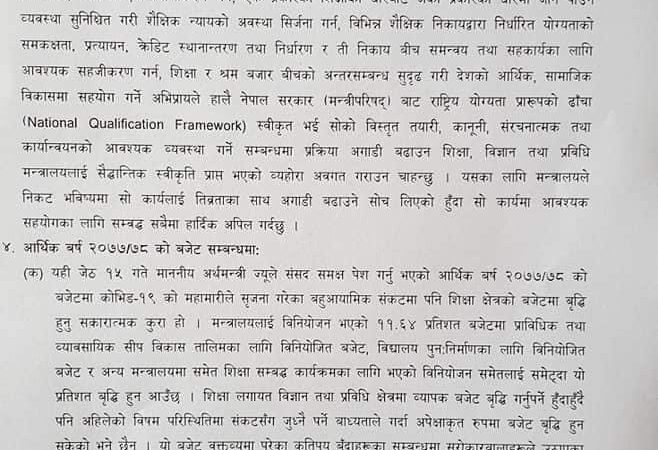 व्यवस्था सुनिश्चित गरी शैक्षिक न्यायको अवस्था सिर्जना गर्न, विभिन्न शैक्षिक निकायद्वारा निर्धारित योग्यताको
समकक्षता, प्रत्यायन, क्रेडिट स्थानान्तरण तथा निर्धारण र ती निकाय बीच समन्वय तथा सहकार्यका लागि
आवश्यक सहजीकरण गर्न, शिक्षा र श्रम बजार बीचको अन्तरसम्बन्ध सुदृढ गरी देशको आर्थिक, सामाजिक
विकासमा सहयोग गर्ने अभिप्रायले हालै नेपाल सरकार (मन्त्रीपरिषद्) बाट राष्ट्रिय योग्यता प्रारूपको ढाँचा
(National Qualification Framework) स्वीकृत भई सोको विस्तृत तयारी, कानूनी, संरचनात्मक तथा
कार्यान्वयनको आवश्यक व्यवस्था गर्ने सम्बन्धमा प्रक्रिया अगाडी बढाउन शिक्षा, विज्ञान तथा प्रविधि
मन्त्रालयलाई सैद्धान्तिक स्वीकृति प्राप्त भएको व्यहोरा अवगत गराउन चाहन्छु । यसका लागि मन्त्रालयले
निकट भविष्यमा सो कार्यलाई तिव्रताका साथ अगाडी बढाउने सोच लिएको हुँदा सो कार्यमा आवश्यक
सहयोगका लागि सम्बद्ध सबैमा हार्दिक अपिल गर्दछु ।
४. आर्थिक बर्ष २०७७/७८ को बजेट सम्बन्धमा:
(क) यही जेठ १५ गते माननीय अर्थमन्त्री ज्यूले संसद समक्ष पेश गर्नु भएको आर्थिक बर्ष २०७७/७८ को
बजेटमा कोभिड-१९ को महामारीले सृजना गरेका बहुआयामिक संकटमा पनि शिक्षा क्षेत्रको बजेटमा बृद्धि
हुनु सकारात्मक कुरा हो । मन्त्रालयलाई विनियोजन भएको ११.६४ प्रतिशत बजेटमा प्राविधिक तथा
व्याबसायिक सीप विकास तालिमका लागि विनियोजित बजेट, विद्यालय पुन:निर्माणका लागि विनियोजित
बजेट र अन्य मन्त्रालयमा समेत शिक्षा सम्बद्ध कार्यक्रमका लागि भएको विनियोजन समेतलाई समेट्दा यो
प्रतिशत बृद्धि हुन आउँछ । शिक्षा लगायत विज्ञान तथा प्रविधि क्षेत्रमा व्यापक बजेट बृद्धि गर्नुपर्ने हुँदाहुँदै
पनि अहिलेको विषम परिस्थितिमा संकटसँग जुध्नै पर्ने बाध्यताले गर्दा अपेक्षाकृत रुपमा बजेट बृद्धि हुन
सकेको भने छैन । यो बजेट वक्तव्यमा परेका कतिपय बुँदाहरूका सम्बन्धमा सरोकारवालाहरूले